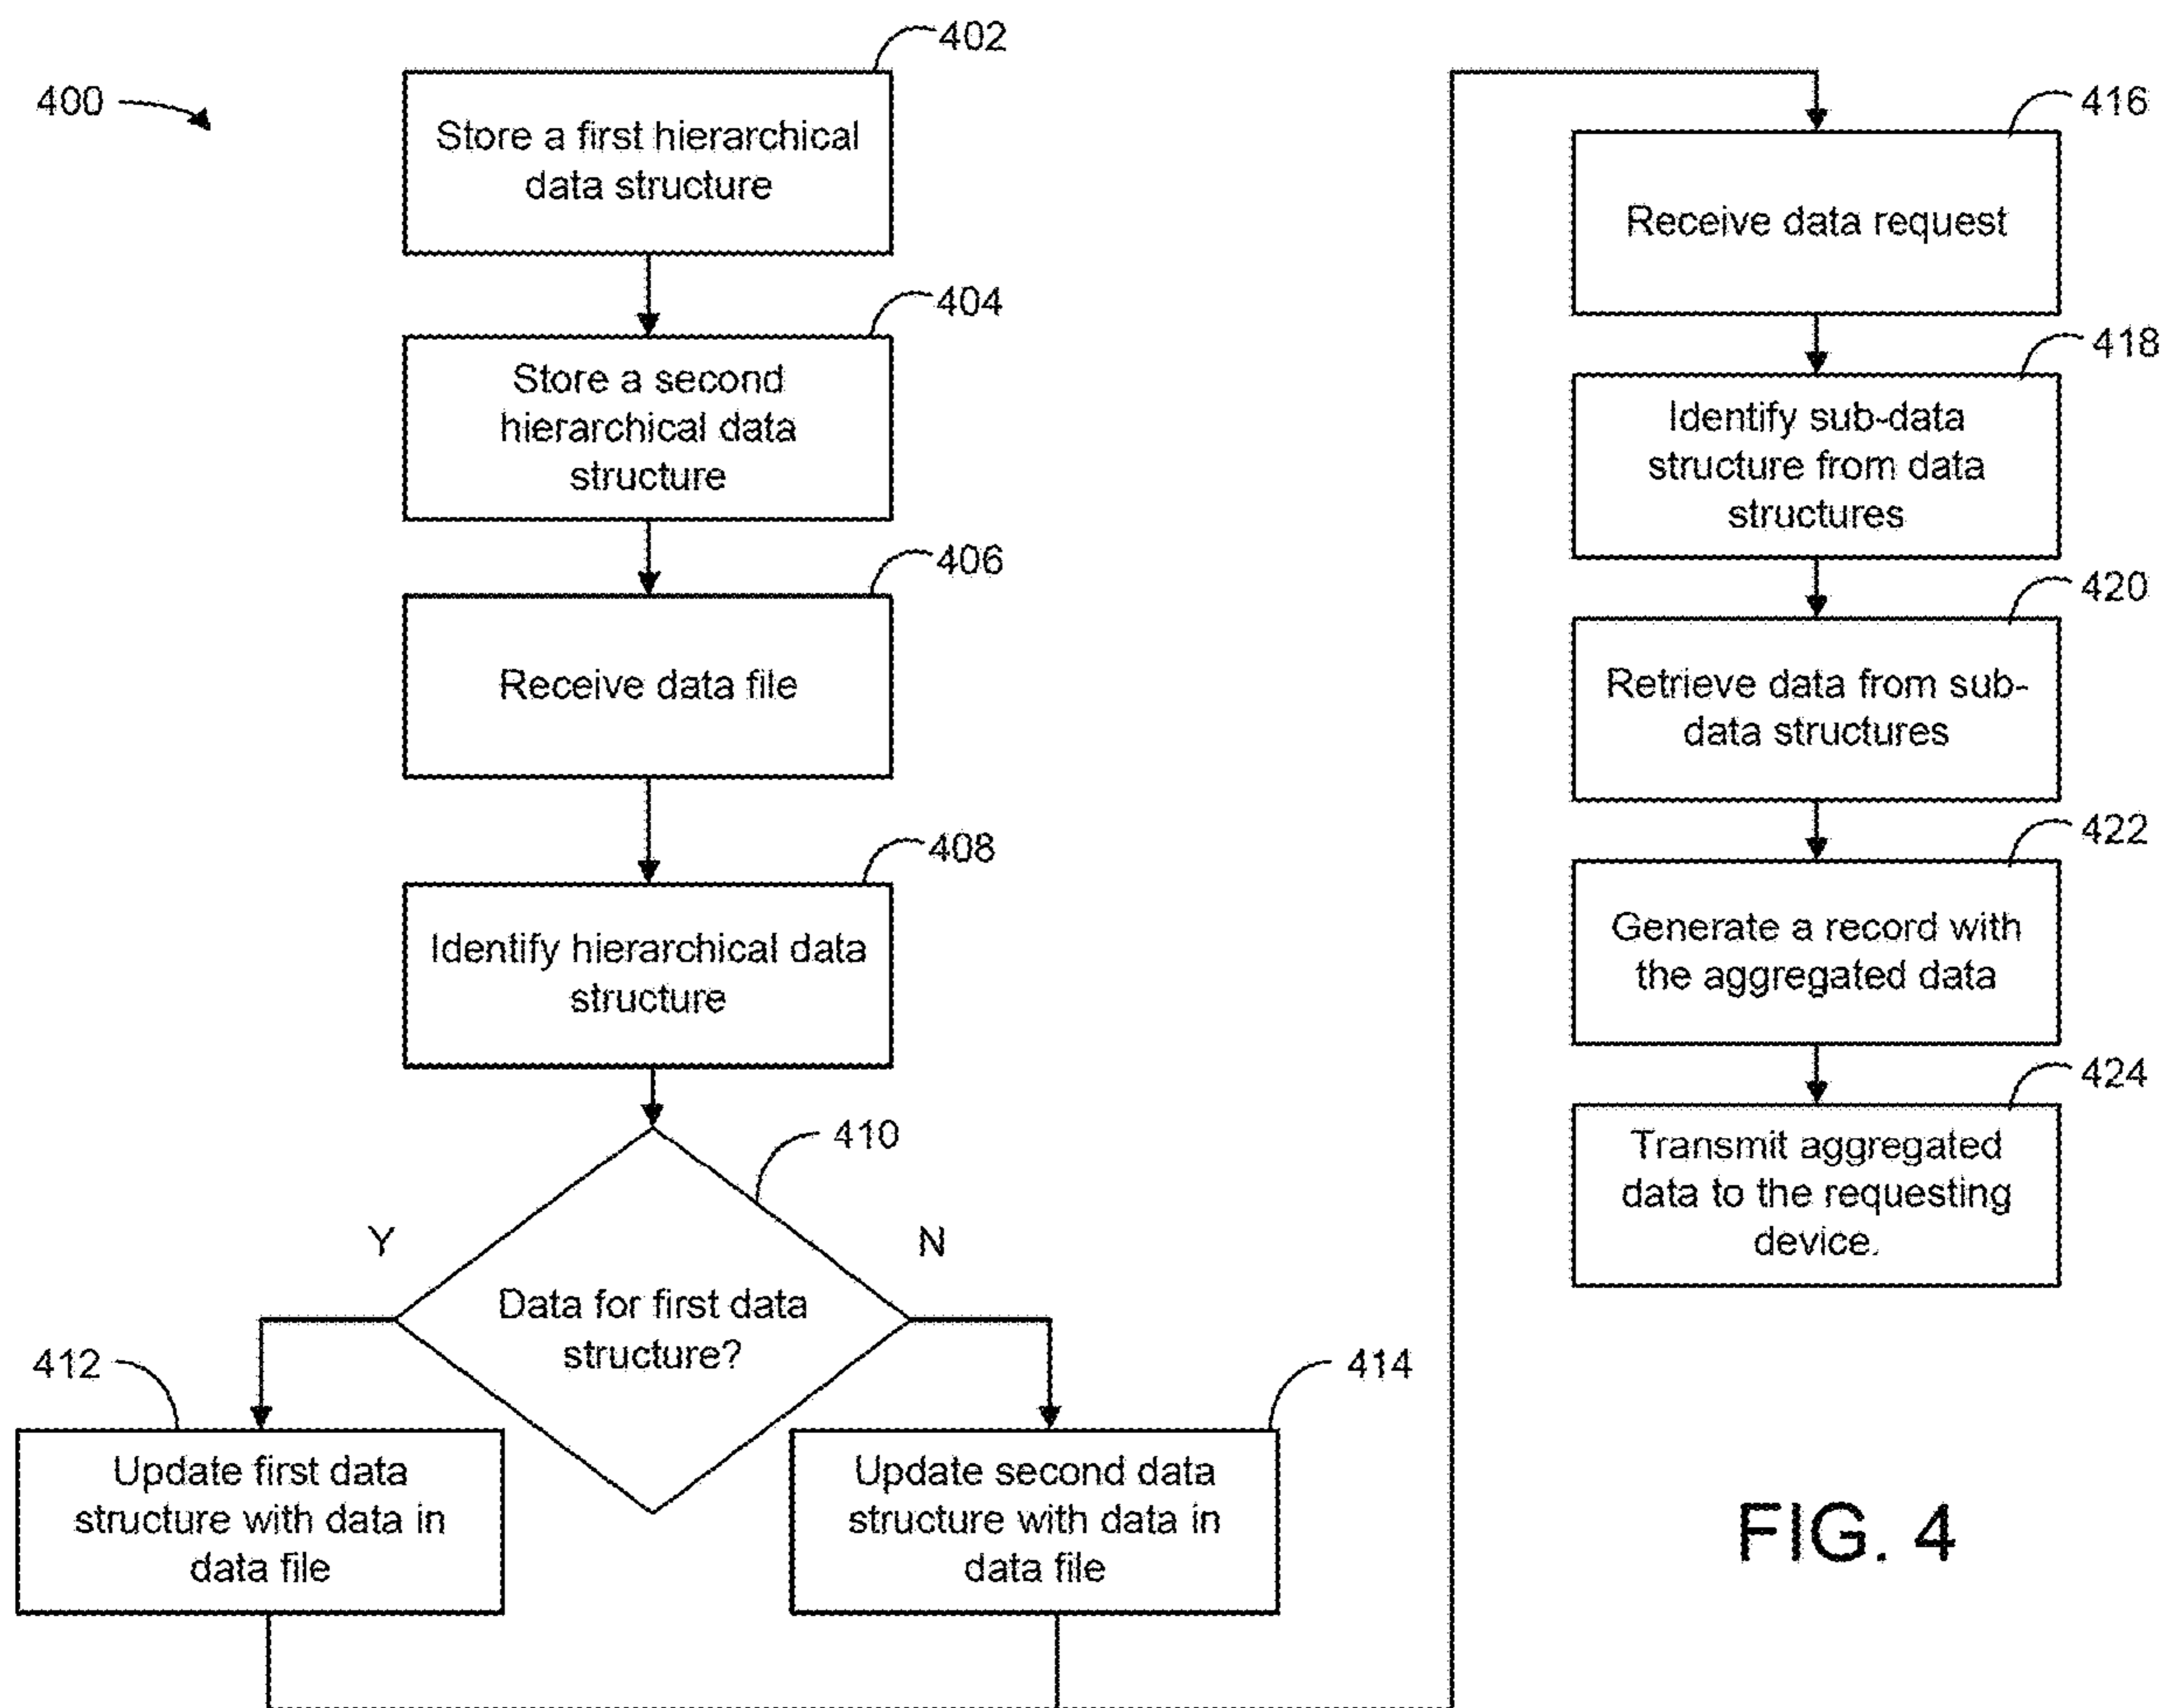 400
402
Store a first hierarchical
data structure
404
Store a second
hierarchical data
structure
406
Receive data file
408
Identify hierarchical data
structure
410
Y
N
Data for first data
structure?
412
Update first data
structure with data in
data file
414
Update second data
structure with data in
data file
416
Receive data request
418
Identify sub-data
structure from data
structures
420
Retrieve data from sub-
data structures
422
Generate a record with
the aggregated data
424
Transmit aggregated
data to the requesting
device.
FIG. 4